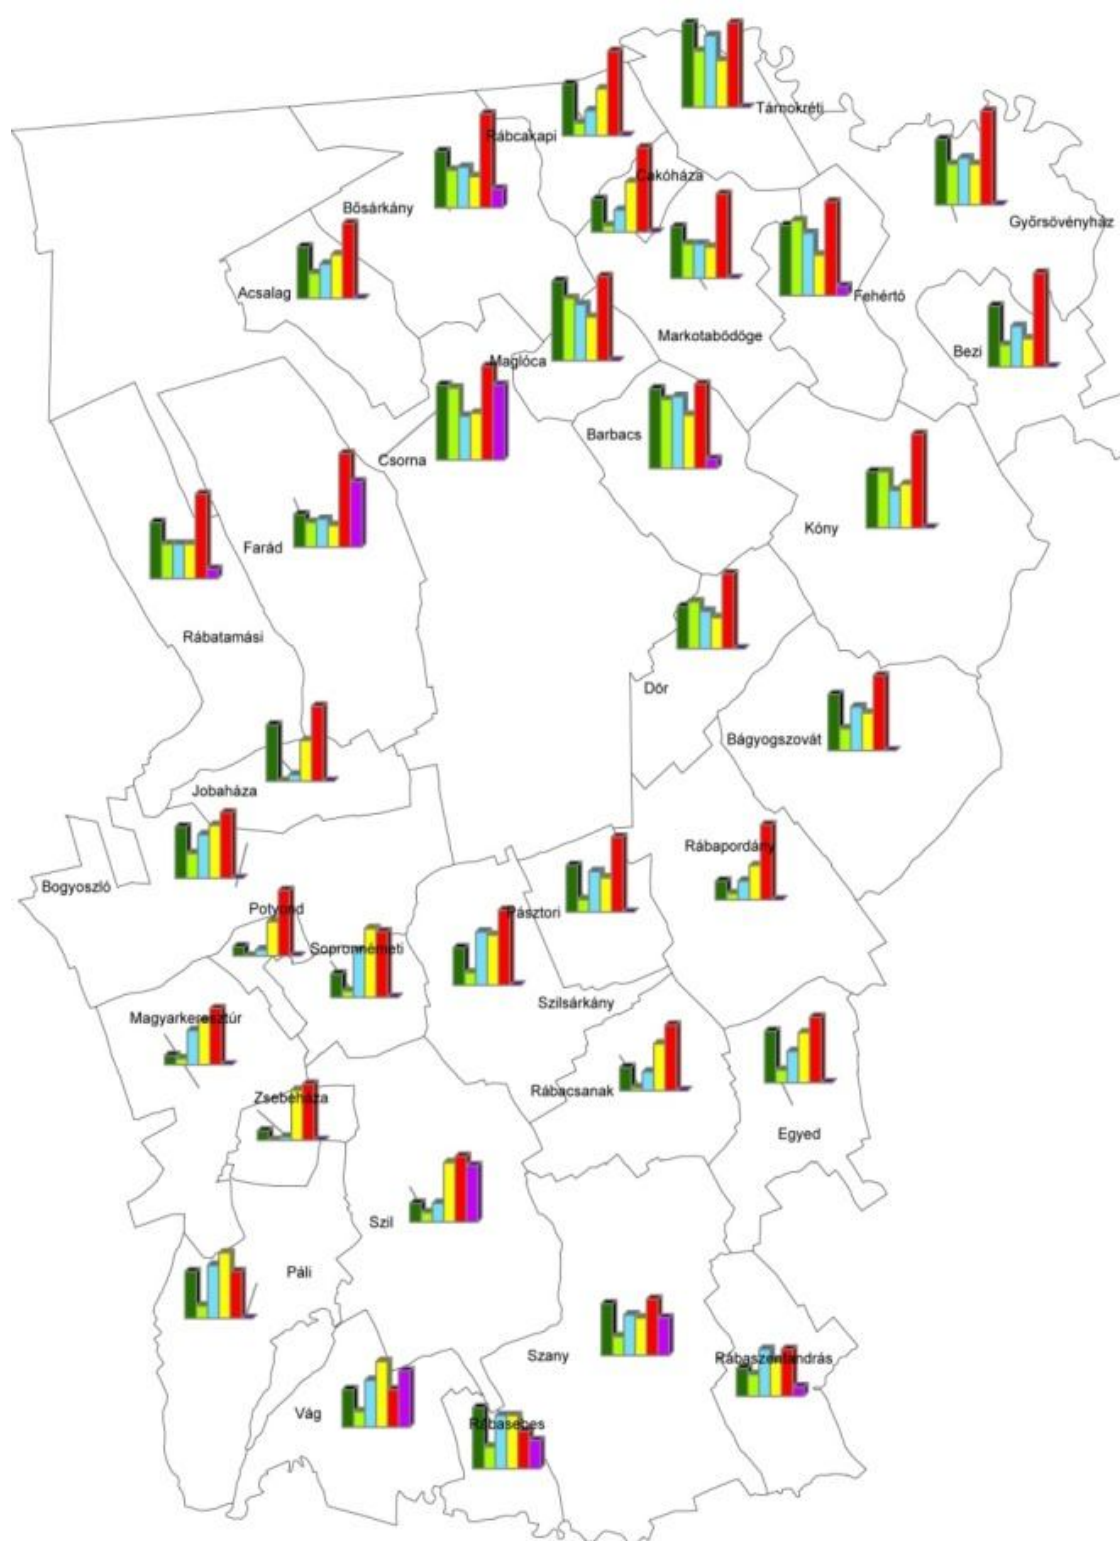 Tárnokréti
Rábcakapi
Cakóháza
Bősárkány
Győrsövényház
Acsalag
Fehértó
Markotabödöge
Maglóca
Bezi
Barbacs
Csorna
Kóny
Farád
Rábatamási
Dör
Bágyogszovát
Jobaháza
Rábapordány
Bogyoszló
Potyond
Pásztori
Sopronnémeti
Szilsárkány
Magyarkeresztúr
Rábacsanak
Zsebeháza
Egyed
Szil
Páli
Szany
Rábaszentandrás
Vág
Rábasebes